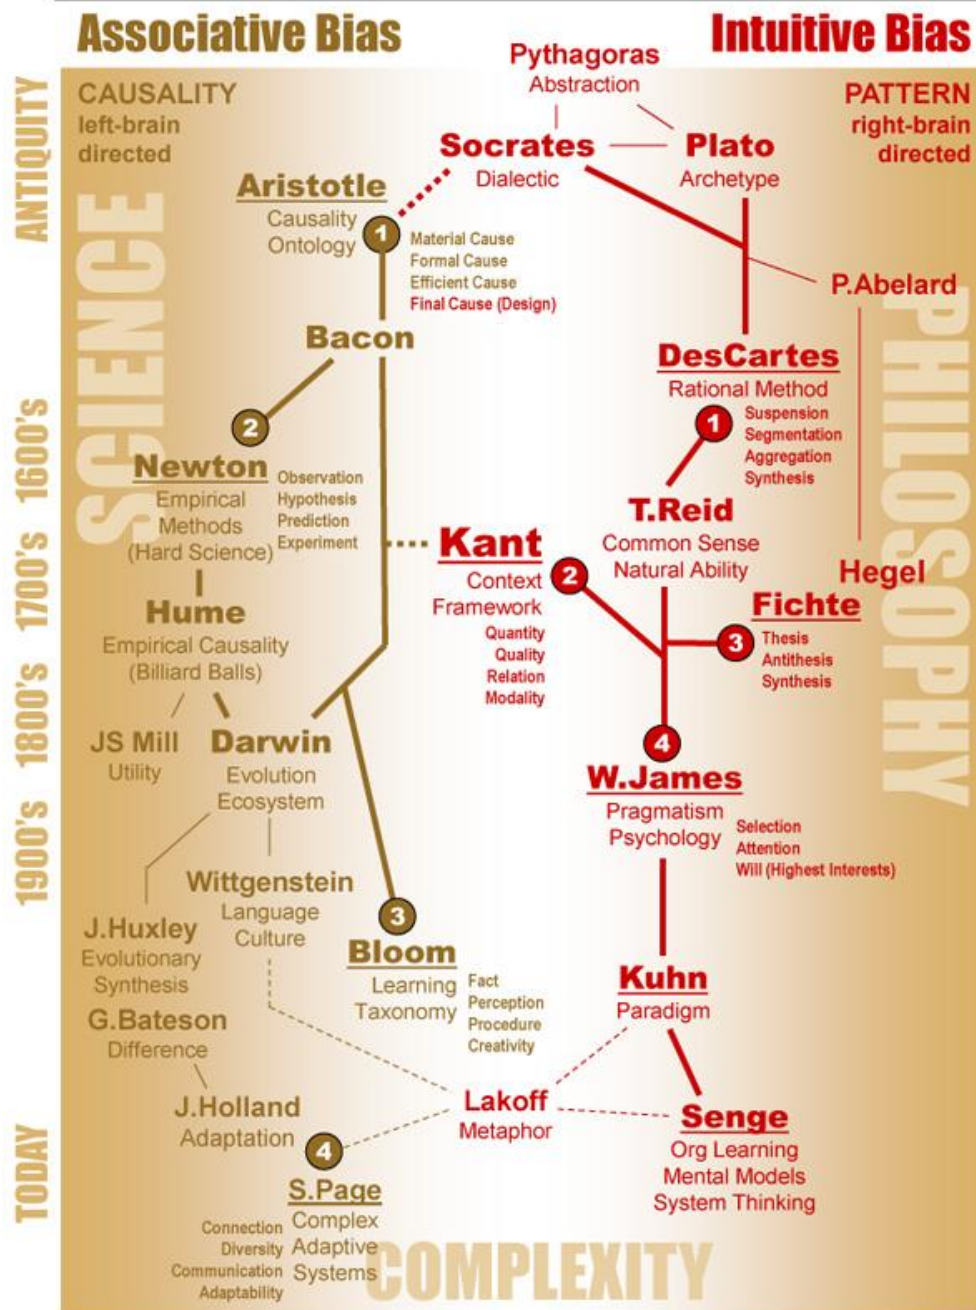 Associative Bias
Intuitive Bias
ANTIQUITY
1600's
1700's
1800's
1900's
TODAY
SCIENCE
PHILOSOPHY
COMPLEXITY
CAUSALITY
left-brain
directed
PATTERN
right-brain
directed
Pythagoras
Abstraction
Socrates
Dialectic
Plato
Archetype
Aristotle
Causality
Ontology
1
Material Cause
Formal Cause
Efficient Cause
Final Cause (Design)
P.Abelard
Bacon
DesCartes
Rational Method
1
Suspension
Segmentation
Aggregation
Synthesis
2
Newton
Empirical
Methods
(Hard Science)
Observation
Hypothesis
Prediction
Experiment
T.Reid
Common Sense
Natural Ability
Kant
Context
Framework
2
Quantity
Quality
Relation
Modality
Hegel
Fichte
3
Thesis
Antithesis
Synthesis
Hume
Empirical Causality
(Billiard Balls)
JS Mill
Utility
Darwin
Evolution
Ecosystem
4
W.James
Pragmatism
Psychology
Selection
Attention
Will (Highest Interests)
Wittgenstein
Language
Culture
J.Huxley
Evolutionary
Synthesis
3
Bloom
Learning
Taxonomy
Fact
Perception
Procedure
Creativity
Kuhn
Paradigm
G.Bateson
Difference
J.Holland
Adaptation
Lakoff
Metaphor
Senge
Org Learning
Mental Models
System Thinking
4
S.Page
Complex
Adaptive
Systems
Connection
Diversity
Communication
Adaptability